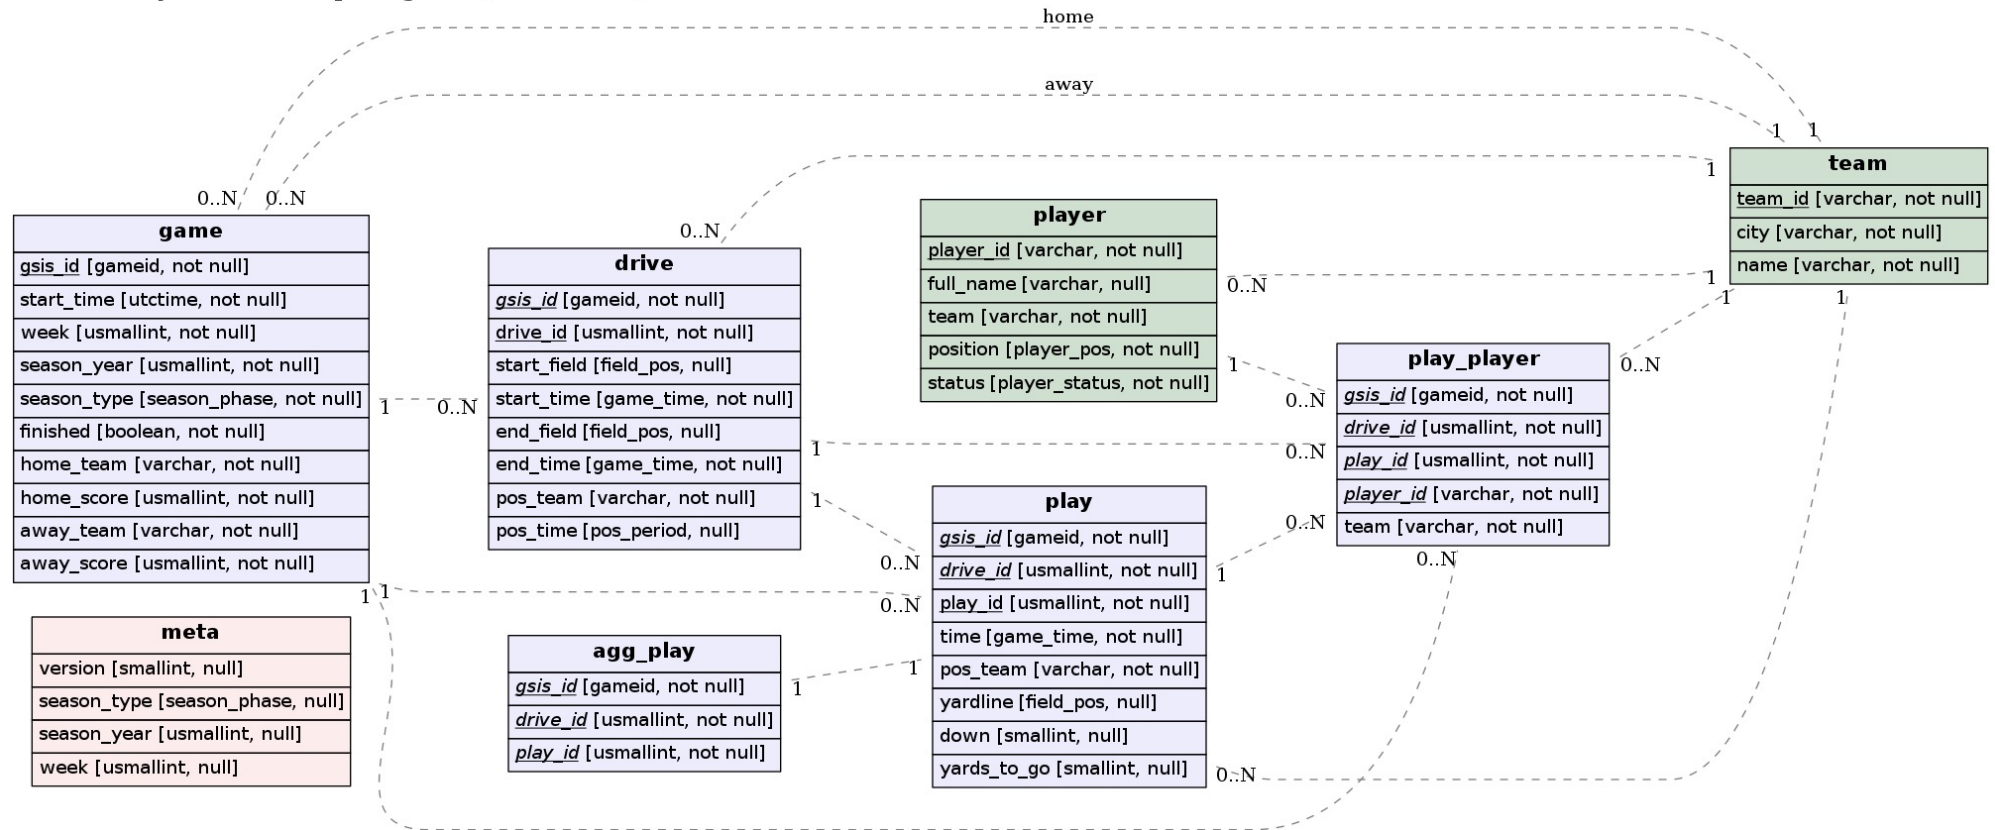 home
away
1
1
0..N
0..N
1
0..N
team
team_id [varchar, not null]
city [varchar, not null]
name [varchar, not null]
player
player_id [varchar, not null]
full_name [varchar, null]
team [varchar, not null]
position [player_pos, not null]
status [player_status, not null]
game
gsis_id [gameid, not null]
start_time [utctime, not null]
week [usmallint, not null]
season_year [usmallint, not null]
season_type [season_phase, not null]
finished [boolean, not null]
home_team [varchar, not null]
home_score [usmallint, not null]
away_team [varchar, not null]
away_score [usmallint, not null]
drive
gsis_id [gameid, not null]
drive_id [usmallint, not null]
start_field [field_pos, null]
start_time [game_time, not null]
end_field [field_pos, null]
end_time [game_time, not null]
pos_team [varchar, not null]
pos_time [pos_period, null]
0..N
1
1
1
1
0..N
play_player
gsis_id [gameid, not null]
drive_id [usmallint, not null]
play_id [usmallint, not null]
player_id [varchar, not null]
team [varchar, not null]
0..N
1
0..N
1
0..N
1
0..N
1
0..N
0..N
1
play
gsis_id [gameid, not null]
drive_id [usmallint, not null]
play_id [usmallint, not null]
time [game_time, not null]
pos_team [varchar, not null]
yardline [field_pos, null]
down [smallint, null]
yards_to_go [smallint, null]
1
1
0..N
meta
version [smallint, null]
season_type [season_phase, null]
season_year [usmallint, null]
week [usmallint, null]
agg_play
gsis_id [gameid, not null]
drive_id [usmallint, not null]
play_id [usmallint, not null]
1
1
0..N